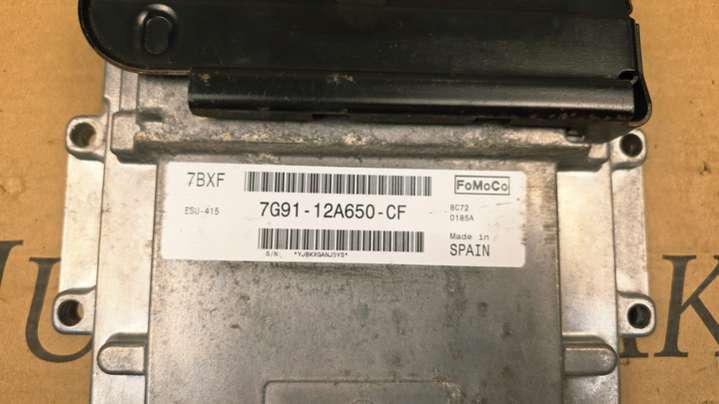 7BXF
FoMoCo
ESU-415
7G91-12A650-CF
8C72
0185A
Made in
SPAIN
S/N: